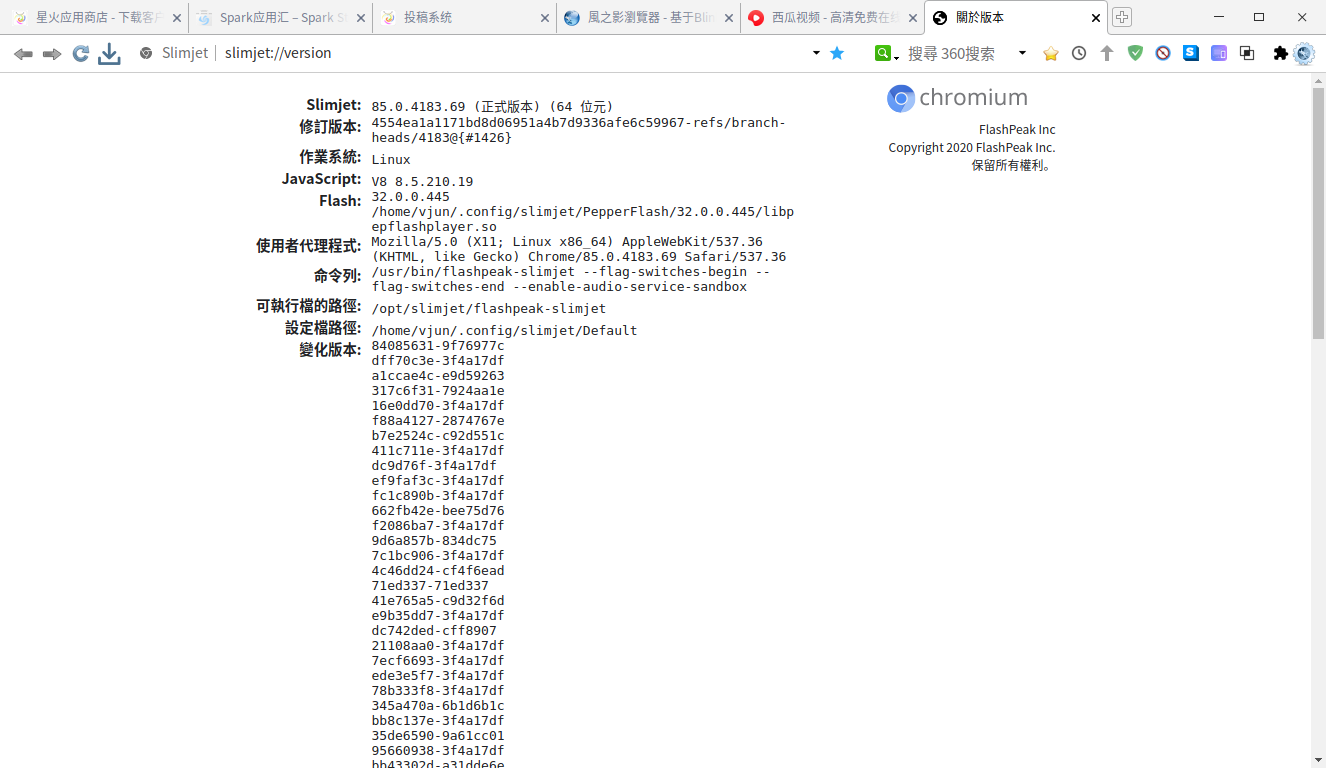 星火应用商店 - 下载客户
Spark应用汇 – Spark S
投稿系统
風之影瀏覽器 - 基于Blin
西瓜视频 - 高清免费在线
關於版本
Slimjet
slimjet://version
搜尋 360搜索
chromium
FlashPeak Inc
Copyright 2020 FlashPeak Inc.
保留所有權利。
Slimjet: 85.0.4183.69 (正式版本) (64 位元)
修訂版本: 4554ea1a1171bd8d06951a4b7d9336afe6c59967-refs/branch-
heads/4183@{#1426}
作業系統: Linux
JavaScript: V8 8.5.210.19
Flash: 32.0.0.445
/home/vjun/.config/slimjet/PepperFlash/32.0.0.445/libp
epflashplayer.so
使用者代理程式: Mozilla/5.0 (X11; Linux x86_64) AppleWebKit/537.36
(KHTML, like Gecko) Chrome/85.0.4183.69 Safari/537.36
命令列: /usr/bin/flashpeak-slimjet --flag-switches-begin --
flag-switches-end --enable-audio-service-sandbox
可執行檔的路徑: /opt/slimjet/flashpeak-slimjet
設定檔路徑: /home/vjun/.config/slimjet/Default
變化版本: 84085631-9f76977c
dff70c3e-3f4a17df
a1ccae4c-e9d59263
317c6f31-7924aa1e
16e0dd70-3f4a17df
f88a4127-2874767e
b7e2524c-c92d551c
411c711e-3f4a17df
dc9d76f-3f4a17df
ef9faf3c-3f4a17df
fc1c890b-3f4a17df
662fb42e-bee75d76
f2086ba7-3f4a17df
9d6a857b-834dc75
7c1bc906-3f4a17df
4c46dd24-cf4f6ead
71ed337-71ed337
41e765a5-c9d32f6d
e9b35dd7-3f4a17df
dc742ded-cff8907
21108aa0-3f4a17df
7ecf6693-3f4a17df
ede3e5f7-3f4a17df
78b333f8-3f4a17df
345a470a-6b1d6b1c
bb8c137e-3f4a17df
35de6590-9a61cc01
95660938-3f4a17df
bb43302d-a31dde6e